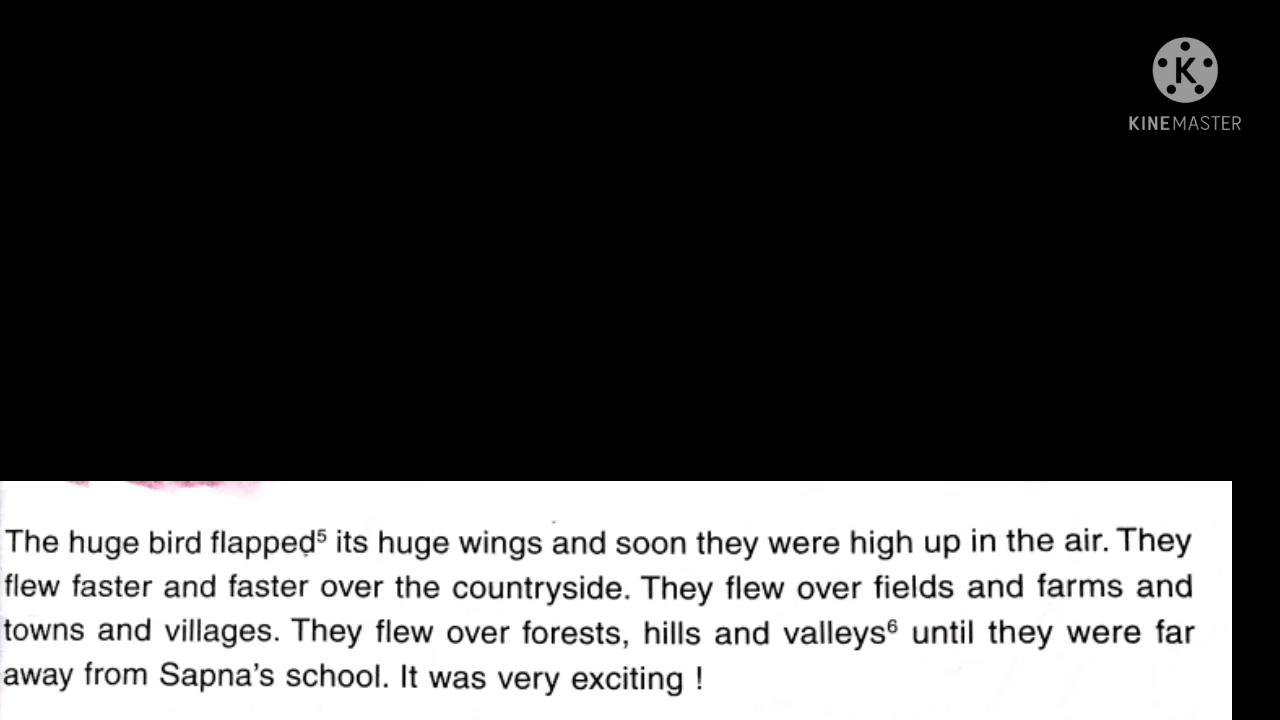 K
KINEMASTER
The huge bird flapped⁵ its huge wings and soon they were high up in the air. They
flew faster and faster over the countryside. They flew over fields and farms and
towns and villages. They flew over forests, hills and valleys⁶ until they were far
away from Sapna's school. It was very exciting !